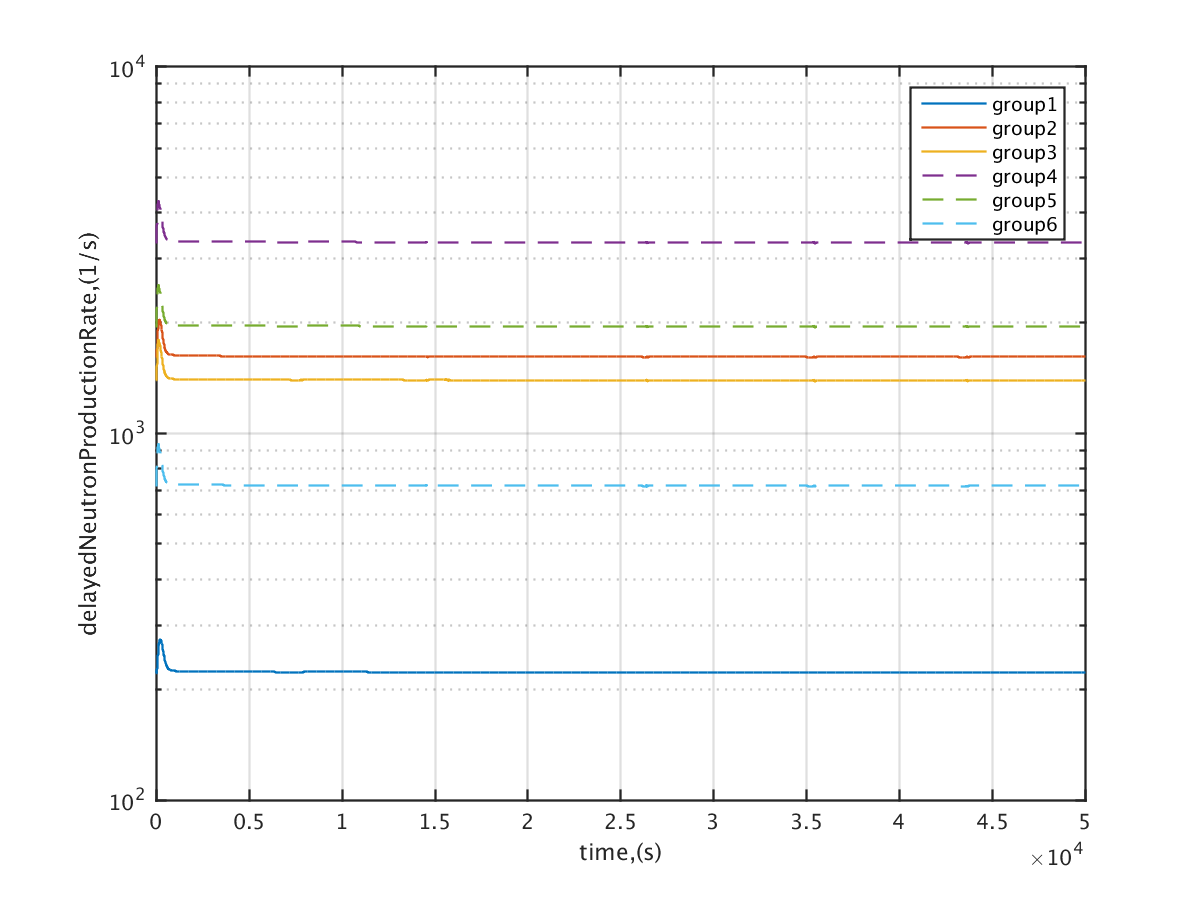 10^4
group1
group2
group3
group4
group5
group6
delayedNeutronProductionRate,(1/s)
10^3
10^2
0 0.5 1 1.5 2 2.5 3 3.5 4 4.5 5
time,(s)
×10^4